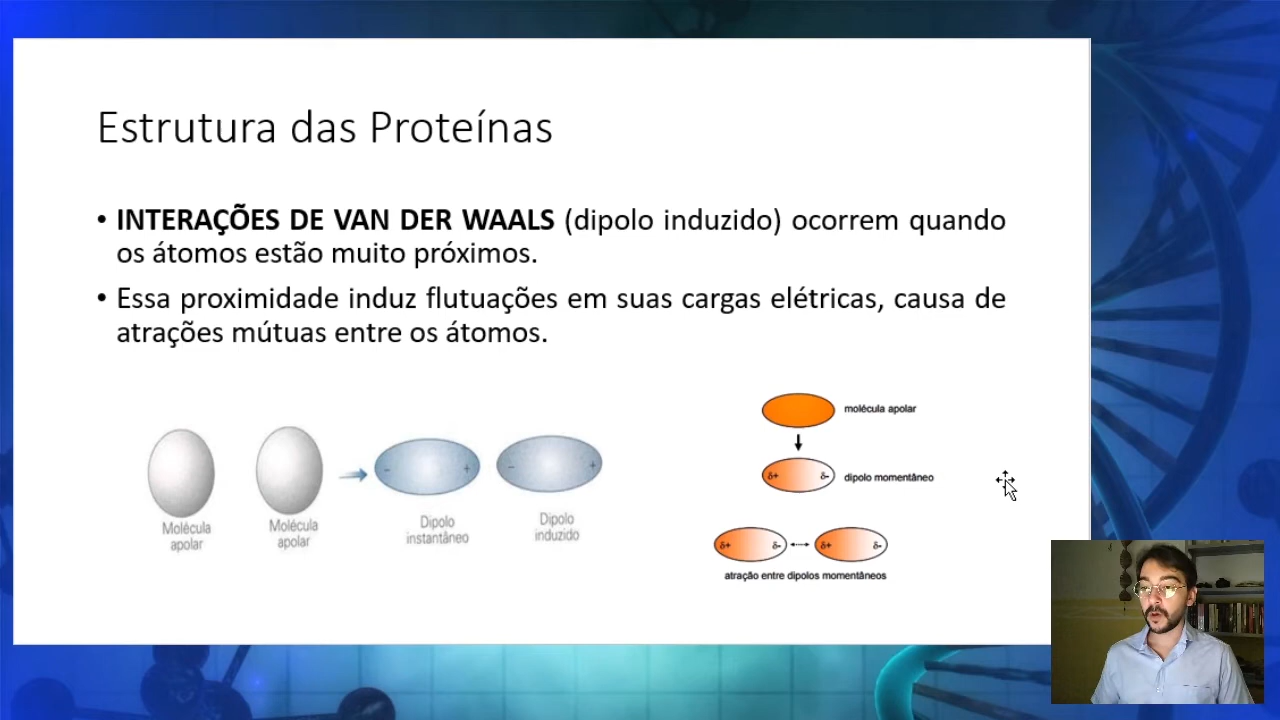 Estrutura das Proteínas
• INTERAÇÕES DE VAN DER WAALS (dipolo induzido) ocorrem quando
os átomos estão muito próximos.
• Essa proximidade induz flutuações em suas cargas elétricas, causa de
atrações mútuas entre os átomos.
Molécula
apolar
Molécula
apolar
- +
Dipolo
instantâneo
- +
Dipolo
induzido
molécula apolar
δ+ δ-
dipolo momentâneo
δ+ δ- δ+ δ-
atração entre dipolos momentâneos